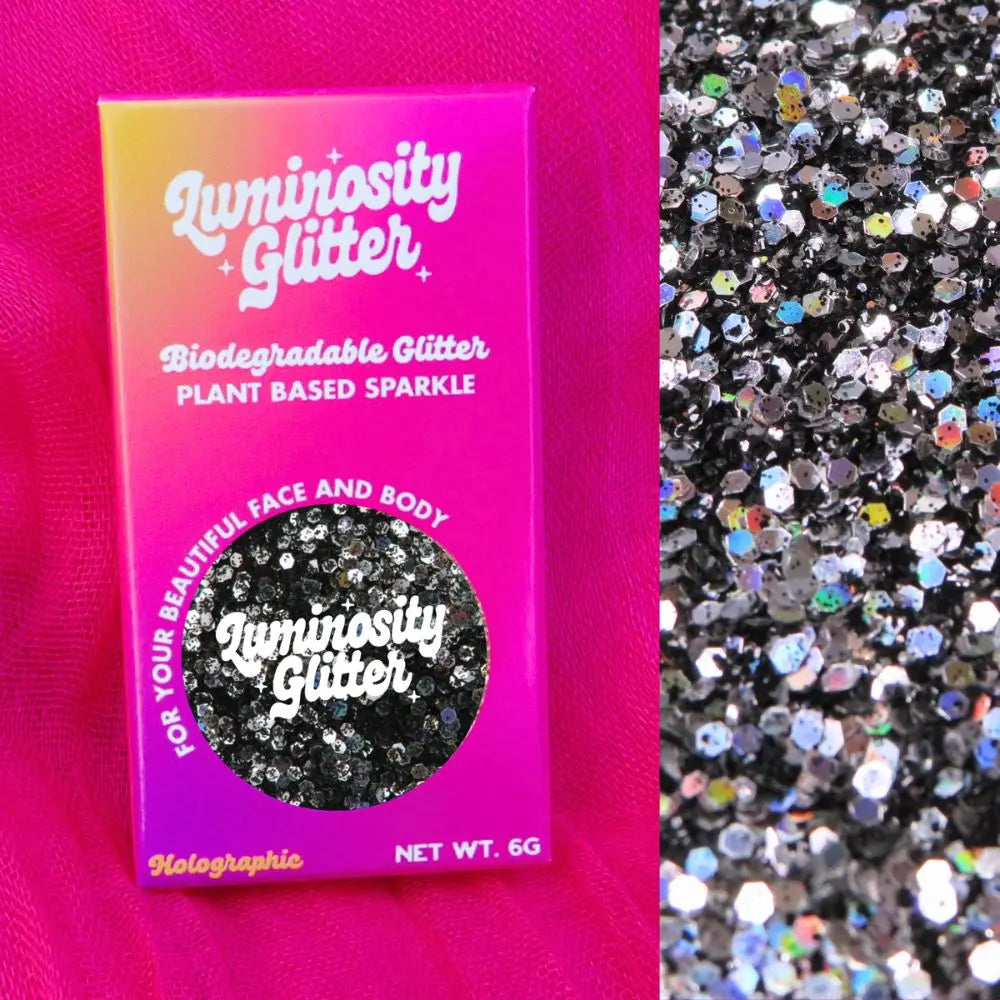 Luminosity
Glitter
Biodegradable Glitter
PLANT BASED SPARKLE
FOR YOUR BEAUTIFUL FACE AND BODY
Luminosity
Glitter
Holographic
NET WT. 6G